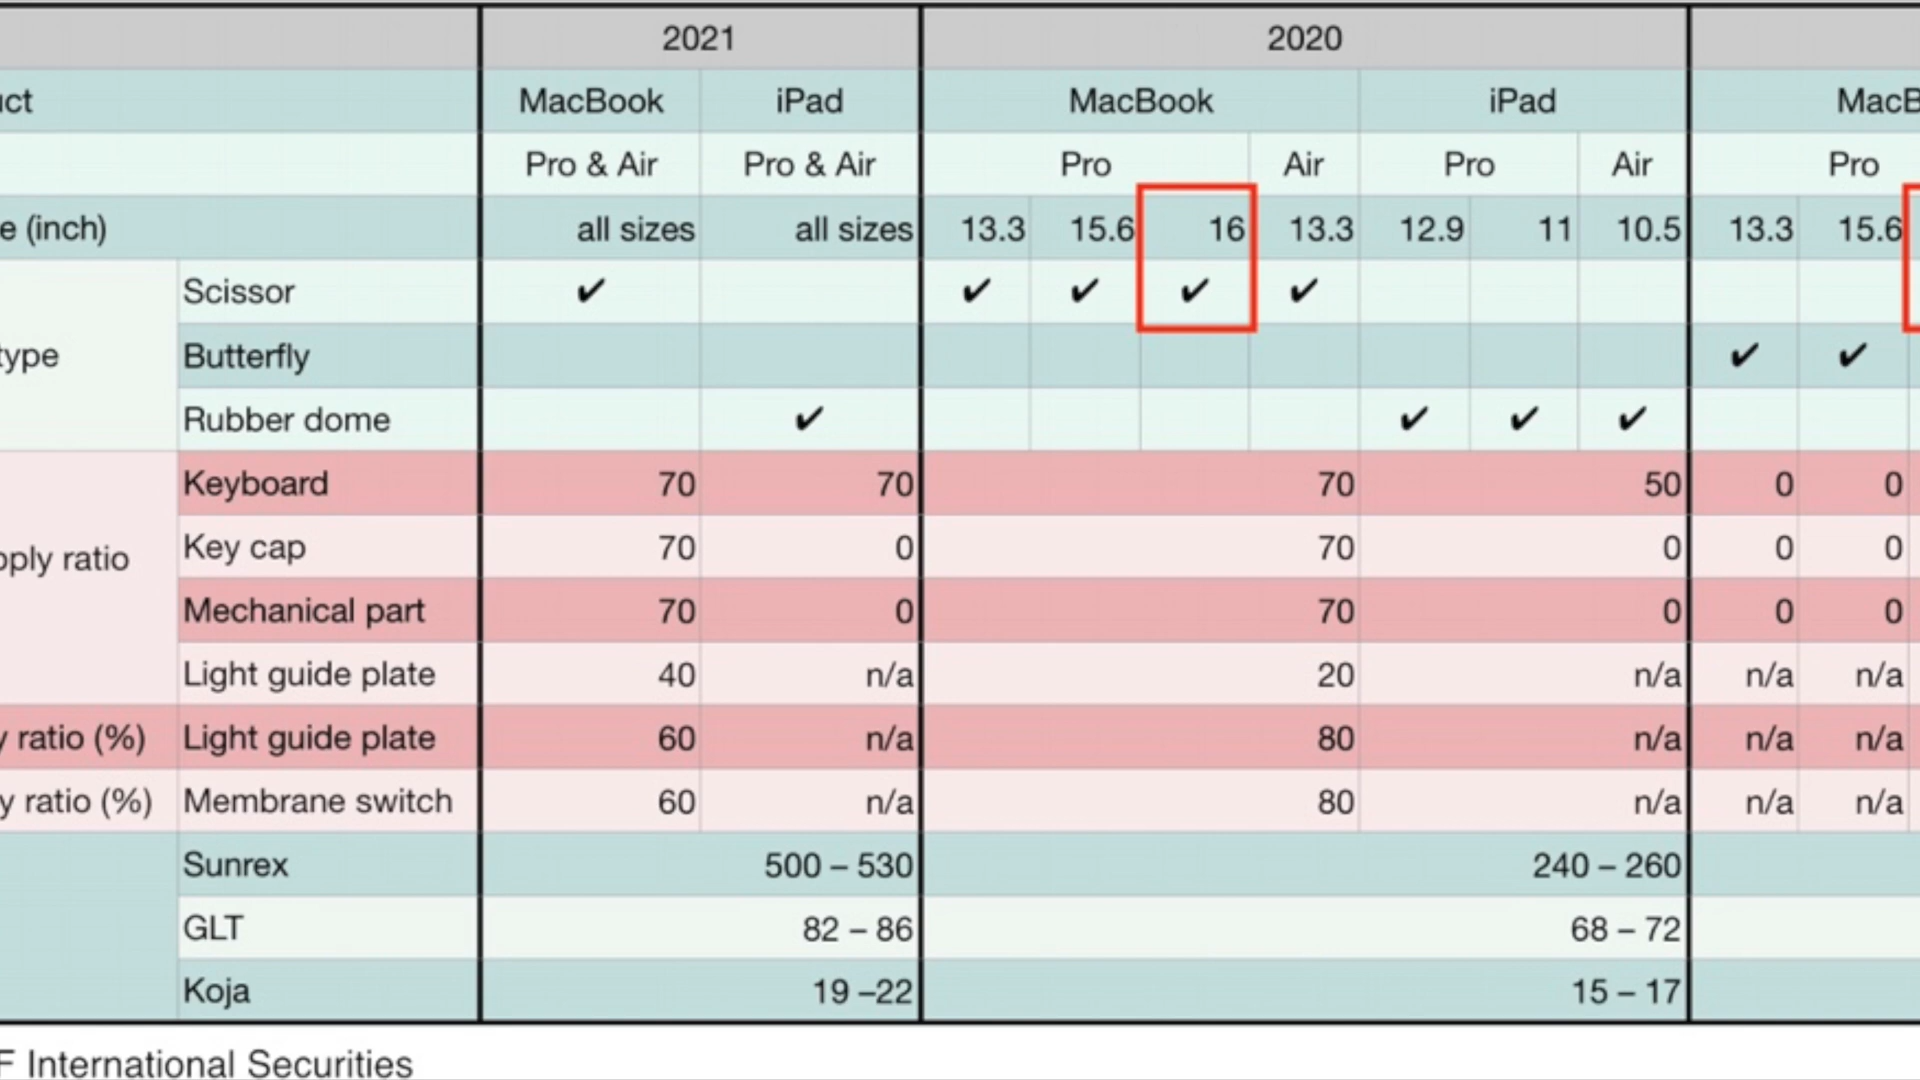 2021 2020
uct MacBook iPad MacBook iPad MacB
Pro & Air Pro & Air Pro Air Pro Air Pro
e (inch) all sizes all sizes 13.3 15.6 16 13.3 12.9 11 10.5 13.3 15.6
Scissor ✔ ✔ ✔ ✔ ✔
type Butterfly ✔ ✔
Rubber dome ✔ ✔ ✔ ✔
Keyboard 70 70 70 50 0 0
pply ratio Key cap 70 0 70 0 0 0
Mechanical part 70 0 70 0 0 0
Light guide plate 40 n/a 20 n/a n/a n/a
y ratio (%) Light guide plate 60 n/a 80 n/a n/a n/a
y ratio (%) Membrane switch 60 n/a 80 n/a n/a n/a
Sunrex 500 – 530 240 – 260
GLT 82 – 86 68 – 72
Koja 19 –22 15 – 17
F International Securities